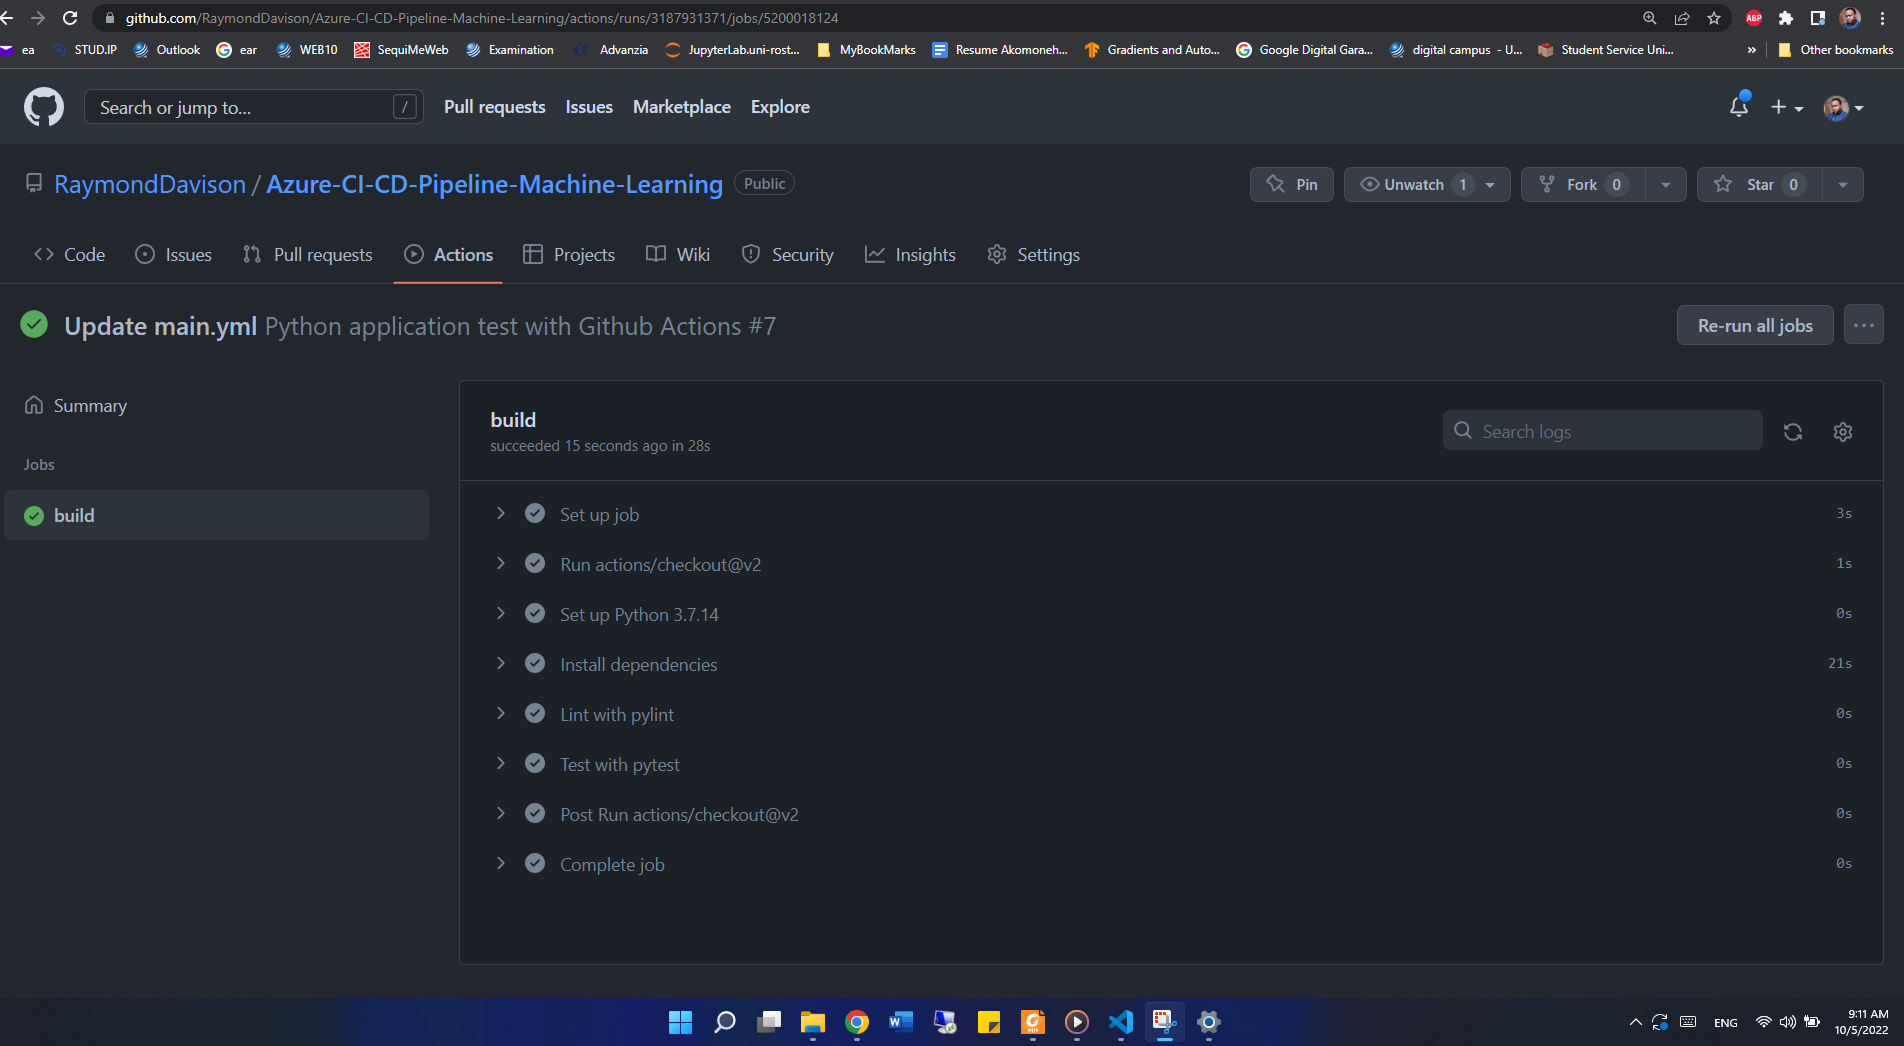 github.com/RaymondDavison/Azure-CI-CD-Pipeline-Machine-Learning/actions/runs/3187931371/jobs/5200018124
ABP
ea STUD.IP Outlook ear WEB10 SequiMeWeb Examination Advanzia JupyterLab.uni-rost... MyBookMarks Resume Akomoneh... Gradients and Auto... Google Digital Gara... digital campus - U... Student Service Uni... » Other bookmarks
Search or jump to... / Pull requests Issues Marketplace Explore
RaymondDavison / Azure-CI-CD-Pipeline-Machine-Learning Public Pin Unwatch 1 Fork 0 Star 0
Code Issues Pull requests Actions Projects Wiki Security Insights Settings
Update main.yml Python application test with Github Actions #7 Re-run all jobs ...
Summary
Jobs
build
build
succeeded 15 seconds ago in 28s
Search logs
Set up job 3s
Run actions/checkout@v2 1s
Set up Python 3.7.14 0s
Install dependencies 21s
Lint with pylint 0s
Test with pytest 0s
Post Run actions/checkout@v2 0s
Complete job 0s
ENG
9:11 AM
10/5/2022